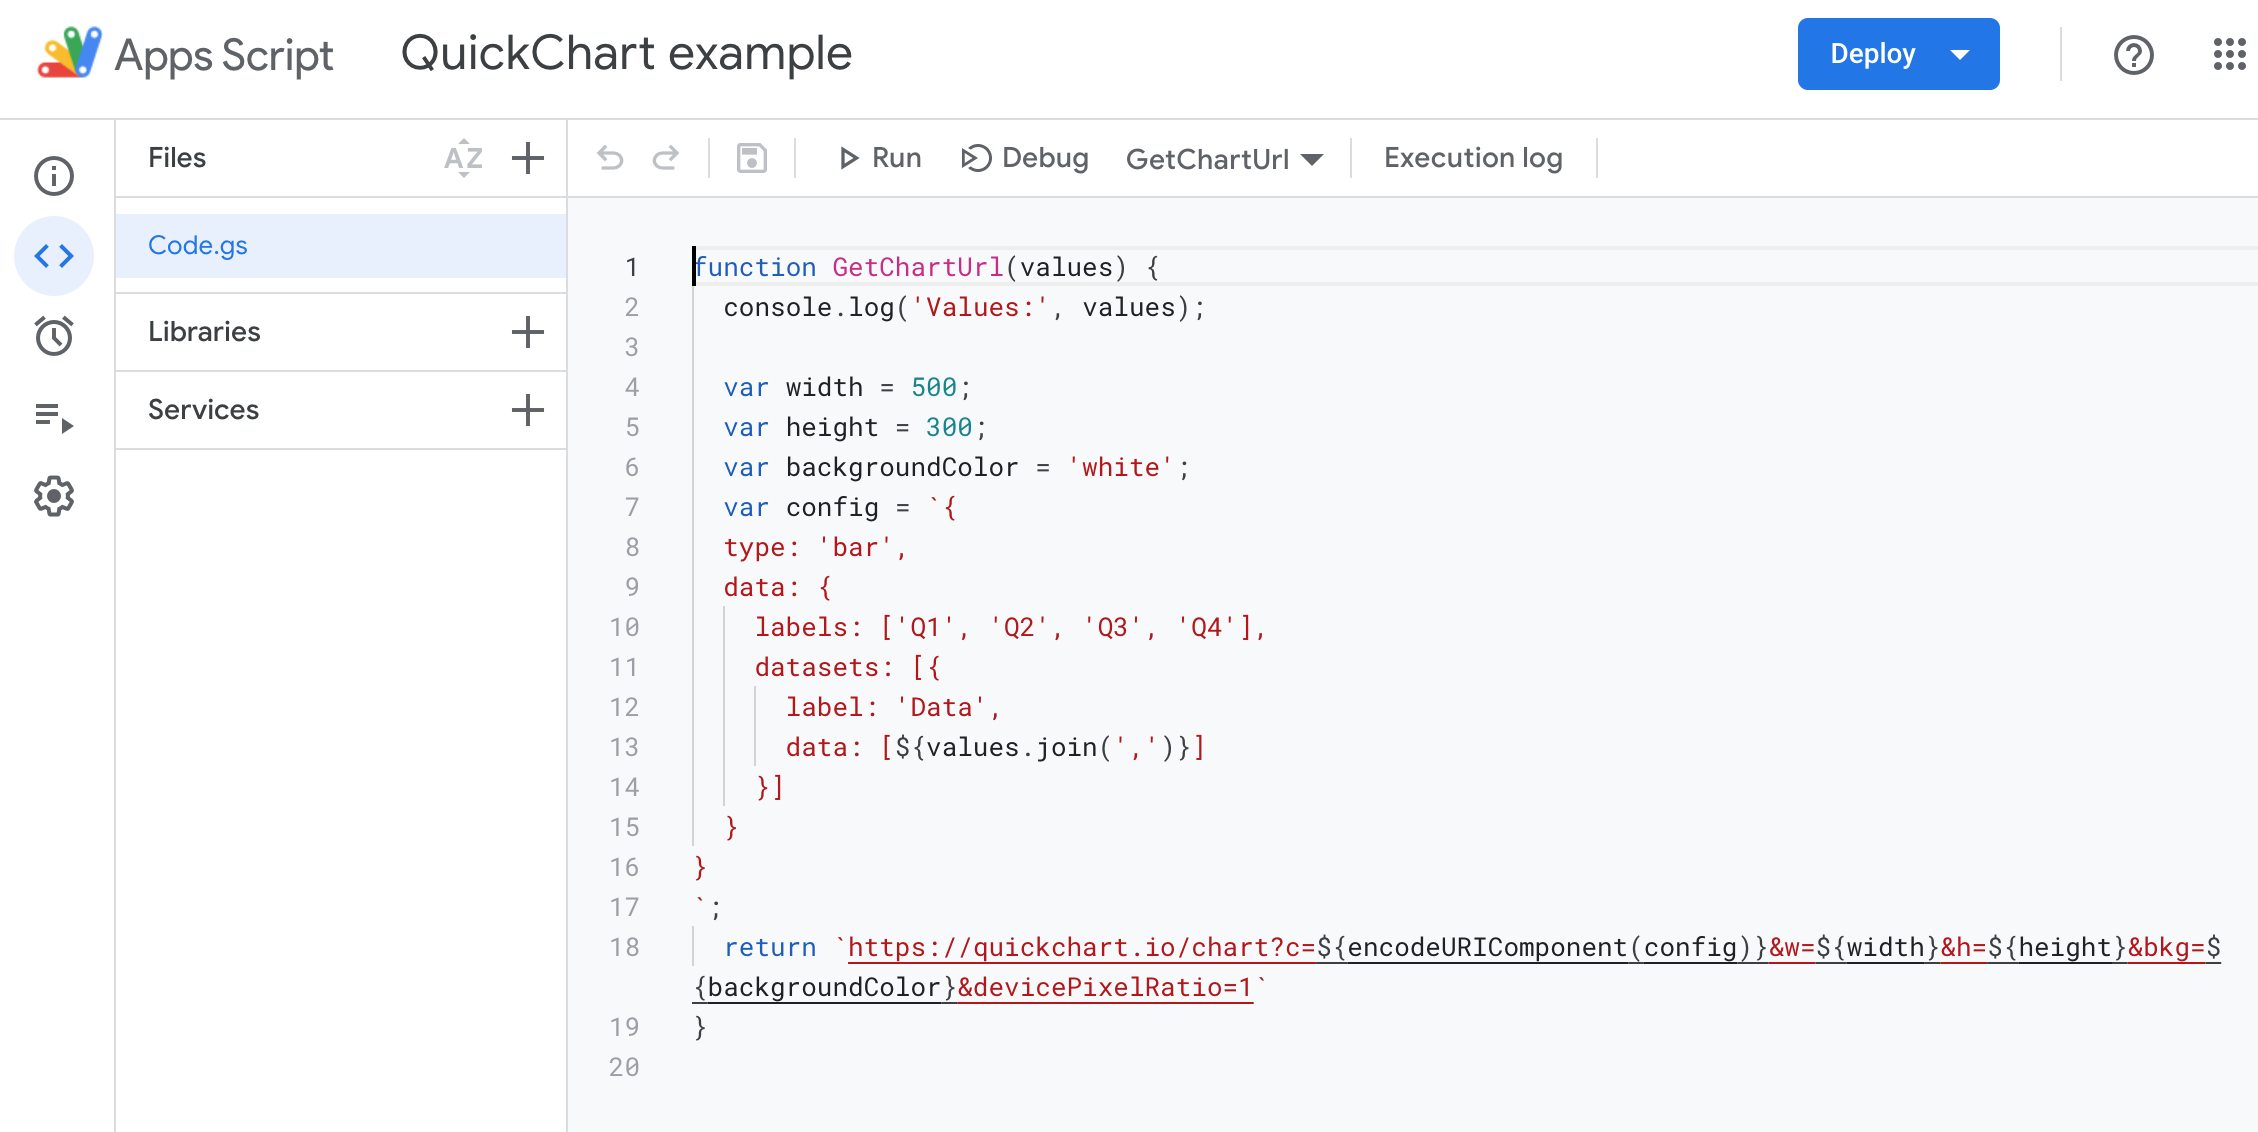 Apps Script QuickChart example Deploy
Files AZ
Run Debug GetChartUrl Execution log
Code.gs
Libraries
Services
1 function GetChartUrl(values) {
2   console.log('Values:', values);
3
4   var width = 500;
5   var height = 300;
6   var backgroundColor = 'white';
7   var config = `{
8   type: 'bar',
9   data: {
10     labels: ['Q1', 'Q2', 'Q3', 'Q4'],
11     datasets: [{
12       label: 'Data',
13       data: [${values.join(',')}]
14     }]
15   }
16 }
17 `;
18   return `https://quickchart.io/chart?c=${encodeURIComponent(config)}&w=${width}&h=${height}&bkg=$
{backgroundColor}&devicePixelRatio=1`
19 }
20